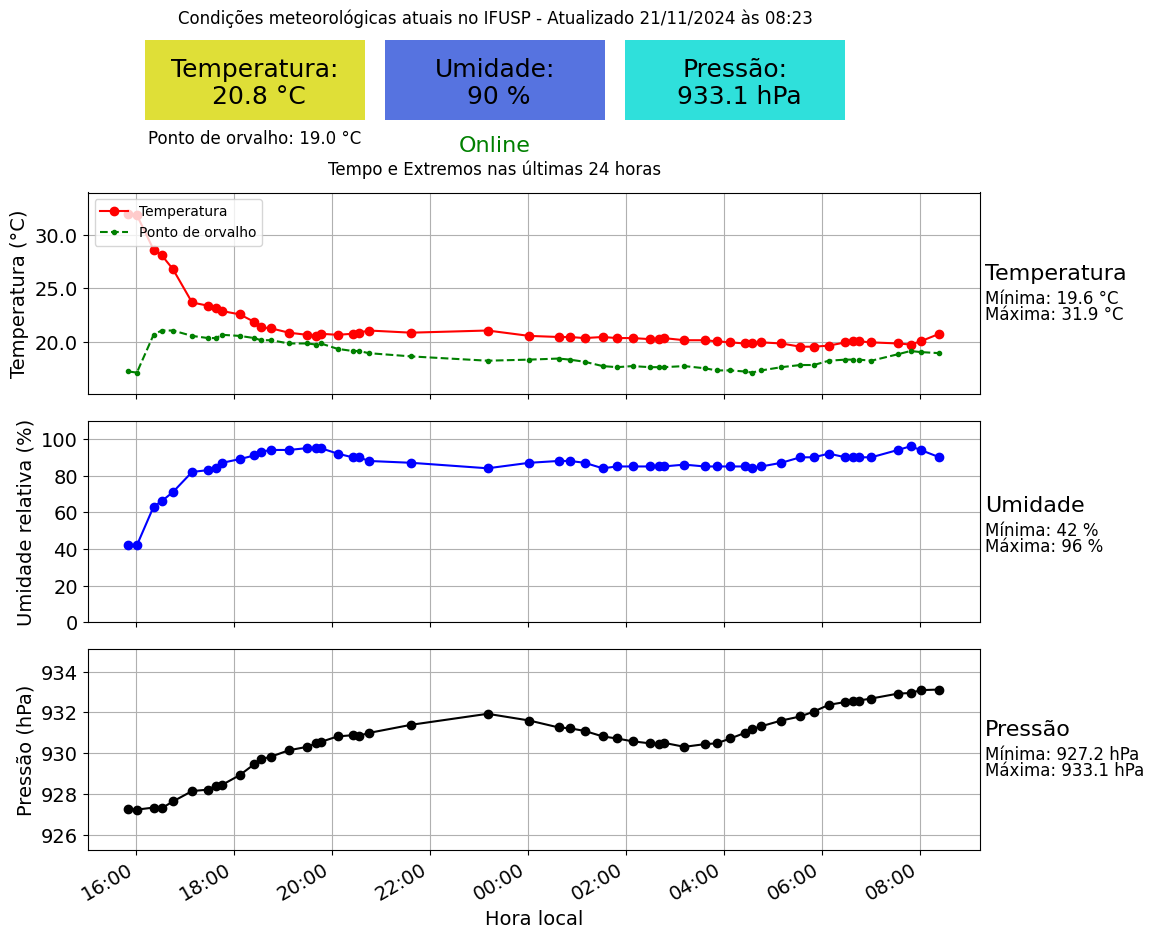 Condições meteorológicas atuais no IFUSP - Atualizado 21/11/2024 às 08:23
Temperatura:
20.8 °C
Umidade:
90 %
Pressão:
933.1 hPa
Ponto de orvalho: 19.0 °C
Online
Tempo e Extremos nas últimas 24 horas
Temperatura (°C)
30.0
25.0
20.0
Temperatura
Ponto de orvalho
Temperatura
Mínima: 19.6 °C
Máxima: 31.9 °C
Umidade relativa (%)
100
80
60
40
20
0
Umidade
Mínima: 42 %
Máxima: 96 %
Pressão (hPa)
934
932
930
928
926
Pressão
Mínima: 927.2 hPa
Máxima: 933.1 hPa
16:00 18:00 20:00 22:00 00:00 02:00 04:00 06:00 08:00
Hora local